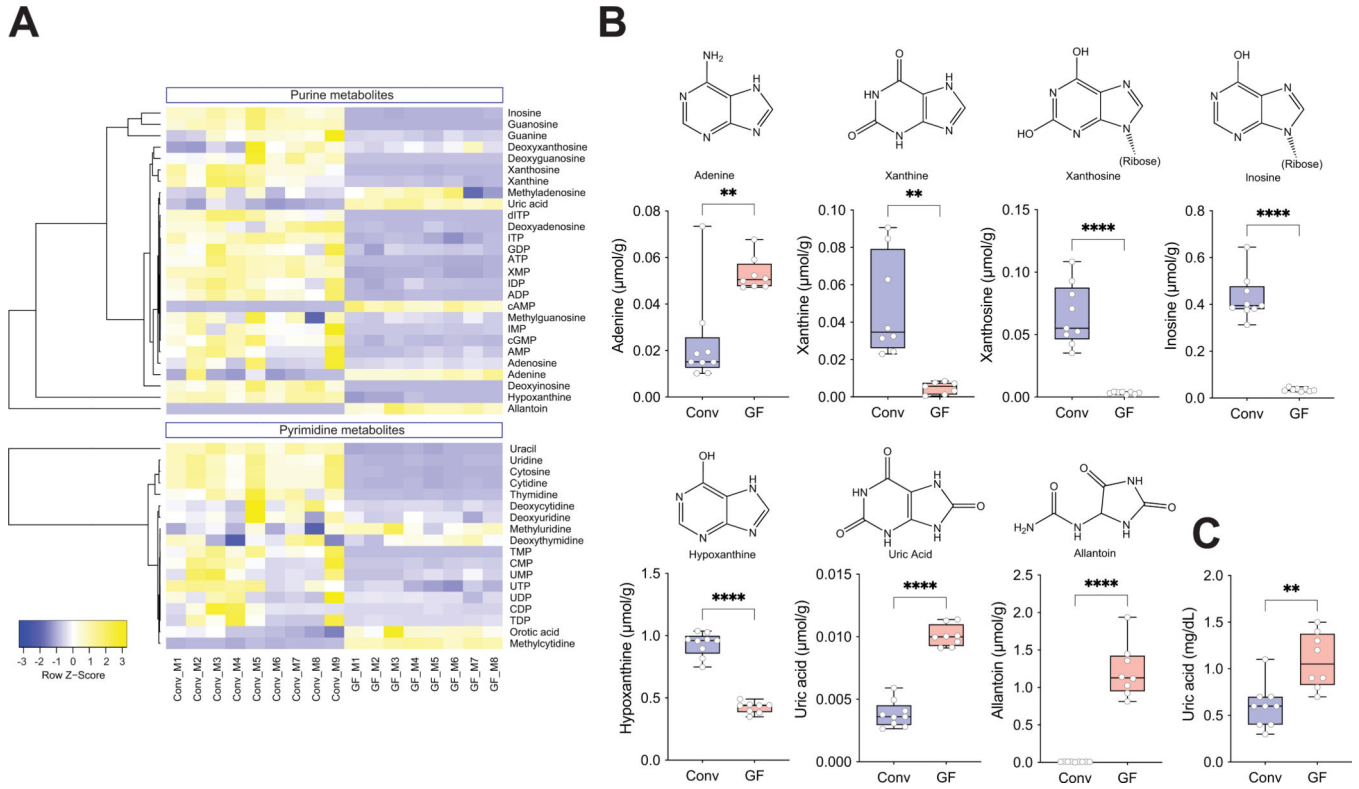 A
Purine metabolites
Inosine
Guanosine
Guanine
Deoxyxanthosine
Deoxyguanosine
Xanthosine
Xanthine
Methyladenosine
Uric acid
dITP
Deoxyadenosine
ITP
GDP
ATP
XMP
IDP
ADP
cAMP
Methylguanosine
IMP
cGMP
AMP
Adenosine
Adenine
Deoxyinosine
Hypoxanthine
Allantoin
Pyrimidine metabolites
Uracil
Uridine
Cytosine
Cytidine
Thymidine
Deoxycytidine
Deoxyuridine
Methyluridine
Deoxythymidine
TMP
CMP
UMP
UTP
UDP
CDP
TDP
Orotic acid
Methylcytidine
-3 -2 -1 0 1 2 3
Row Z-Score
Conv_M1
Conv_M2
Conv_M3
Conv_M4
Conv_M5
Conv_M6
Conv_M7
Conv_M8
Conv_M9
GF_M1
GF_M2
GF_M3
GF_M4
GF_M5
GF_M6
GF_M7
GF_M8
B
NH2
N
N
H
N
N
Adenine
**
Adenine (µmol/g)
0.08
0.06
0.04
0.02
0.00
Conv GF
O
HN
O
N
H
H
N
N
Xanthine
**
Xanthine (µmol/g)
0.10
0.08
0.06
0.04
0.02
0.00
Conv GF
OH
N
HO
N
N
N
(Ribose)
Xanthosine
****
Xanthosine (µmol/g)
0.15
0.10
0.05
0.00
Conv GF
OH
N
N
N
N
(Ribose)
Inosine
****
Inosine (µmol/g)
0.8
0.6
0.4
0.2
0.0
Conv GF
OH
N
N
H
N
N
Hypoxanthine
****
Hypoxanthine (µmol/g)
1.5
1.0
0.5
0.0
Conv GF
O
HN
O
N
H
H
N
O
N
H
Uric Acid
****
Uric acid (µmol/g)
0.015
0.010
0.005
0.000
Conv GF
O
H2N
N
H
O
NH
O
N
H
Allantoin
****
Allantoin (µmol/g)
2.5
2.0
1.5
1.0
0.5
0.0
Conv GF
C
**
Uric acid (mg/dL)
2.0
1.5
1.0
0.5
0.0
Conv GF